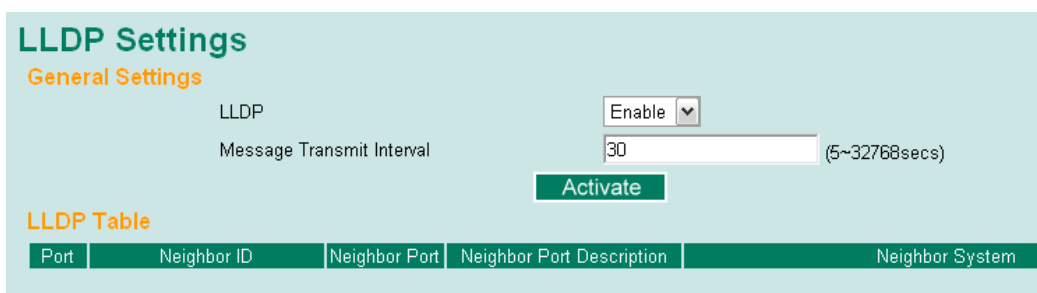 LLDP Settings
General Settings
LLDP Enable
Message Transmit Interval 30 (5~32768secs)
Activate
LLDP Table
Port Neighbor ID Neighbor Port Neighbor Port Description Neighbor System